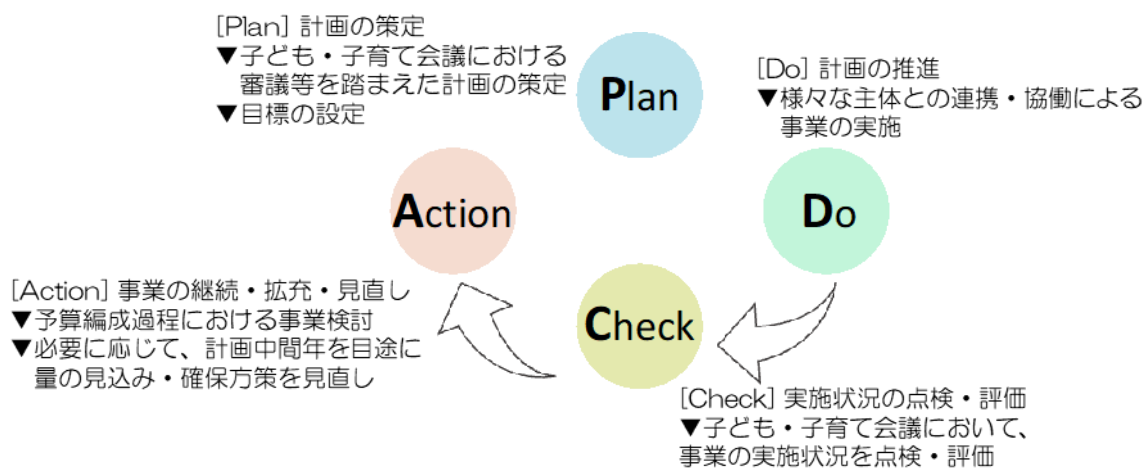 [Plan] 計画の策定
▼子ども・子育て会議における
審議等を踏まえた計画の策定
▼目標の設定
Plan
[Do] 計画の推進
▼様々な主体との連携・協働による
事業の実施
Action
Do
[Action] 事業の継続・拡充・見直し
▼予算編成過程における事業検討
▼必要に応じて、計画中間年を目途に
量の見込み・確保方策を見直し
Check
[Check] 実施状況の点検・評価
▼子ども・子育て会議において、
事業の実施状況を点検・評価